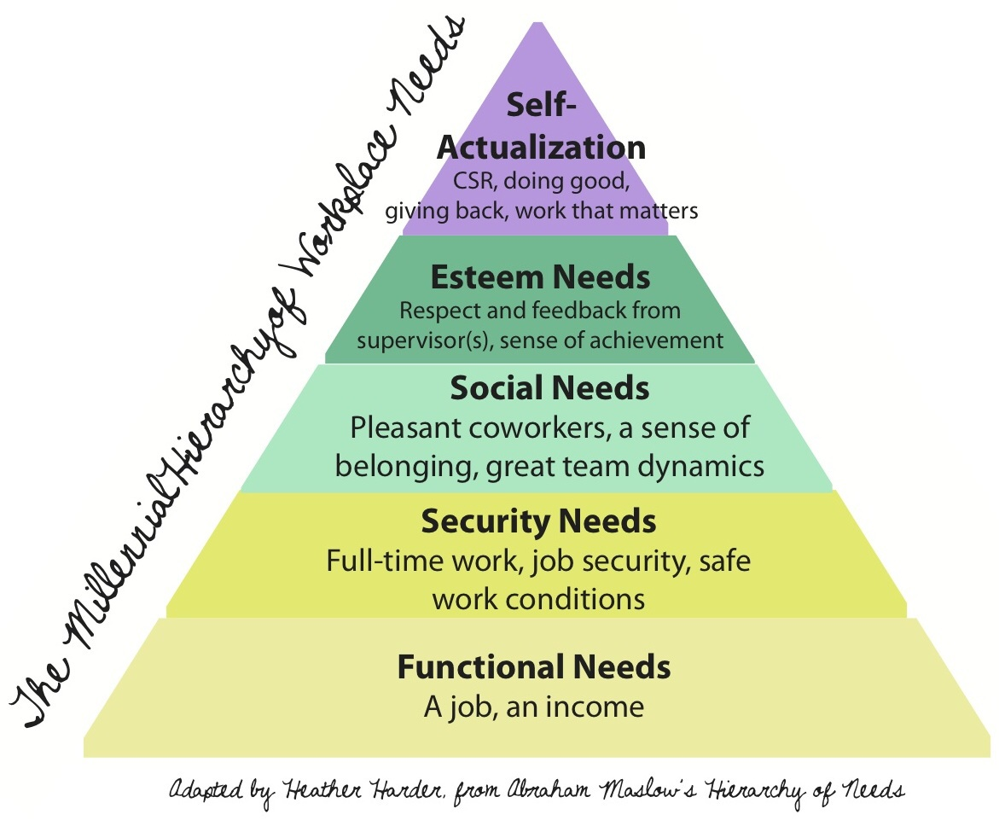 The Millennial Hierarchy of Workplace Needs
Self-
Actualization
CSR, doing good,
giving back, work that matters
Esteem Needs
Respect and feedback from
supervisor(s), sense of achievement
Social Needs
Pleasant coworkers, a sense of
belonging, great team dynamics
Security Needs
Full-time work, job security, safe
work conditions
Functional Needs
A job, an income
Adapted by Heather Harder, from Abraham Maslow's Hierarchy of Needs